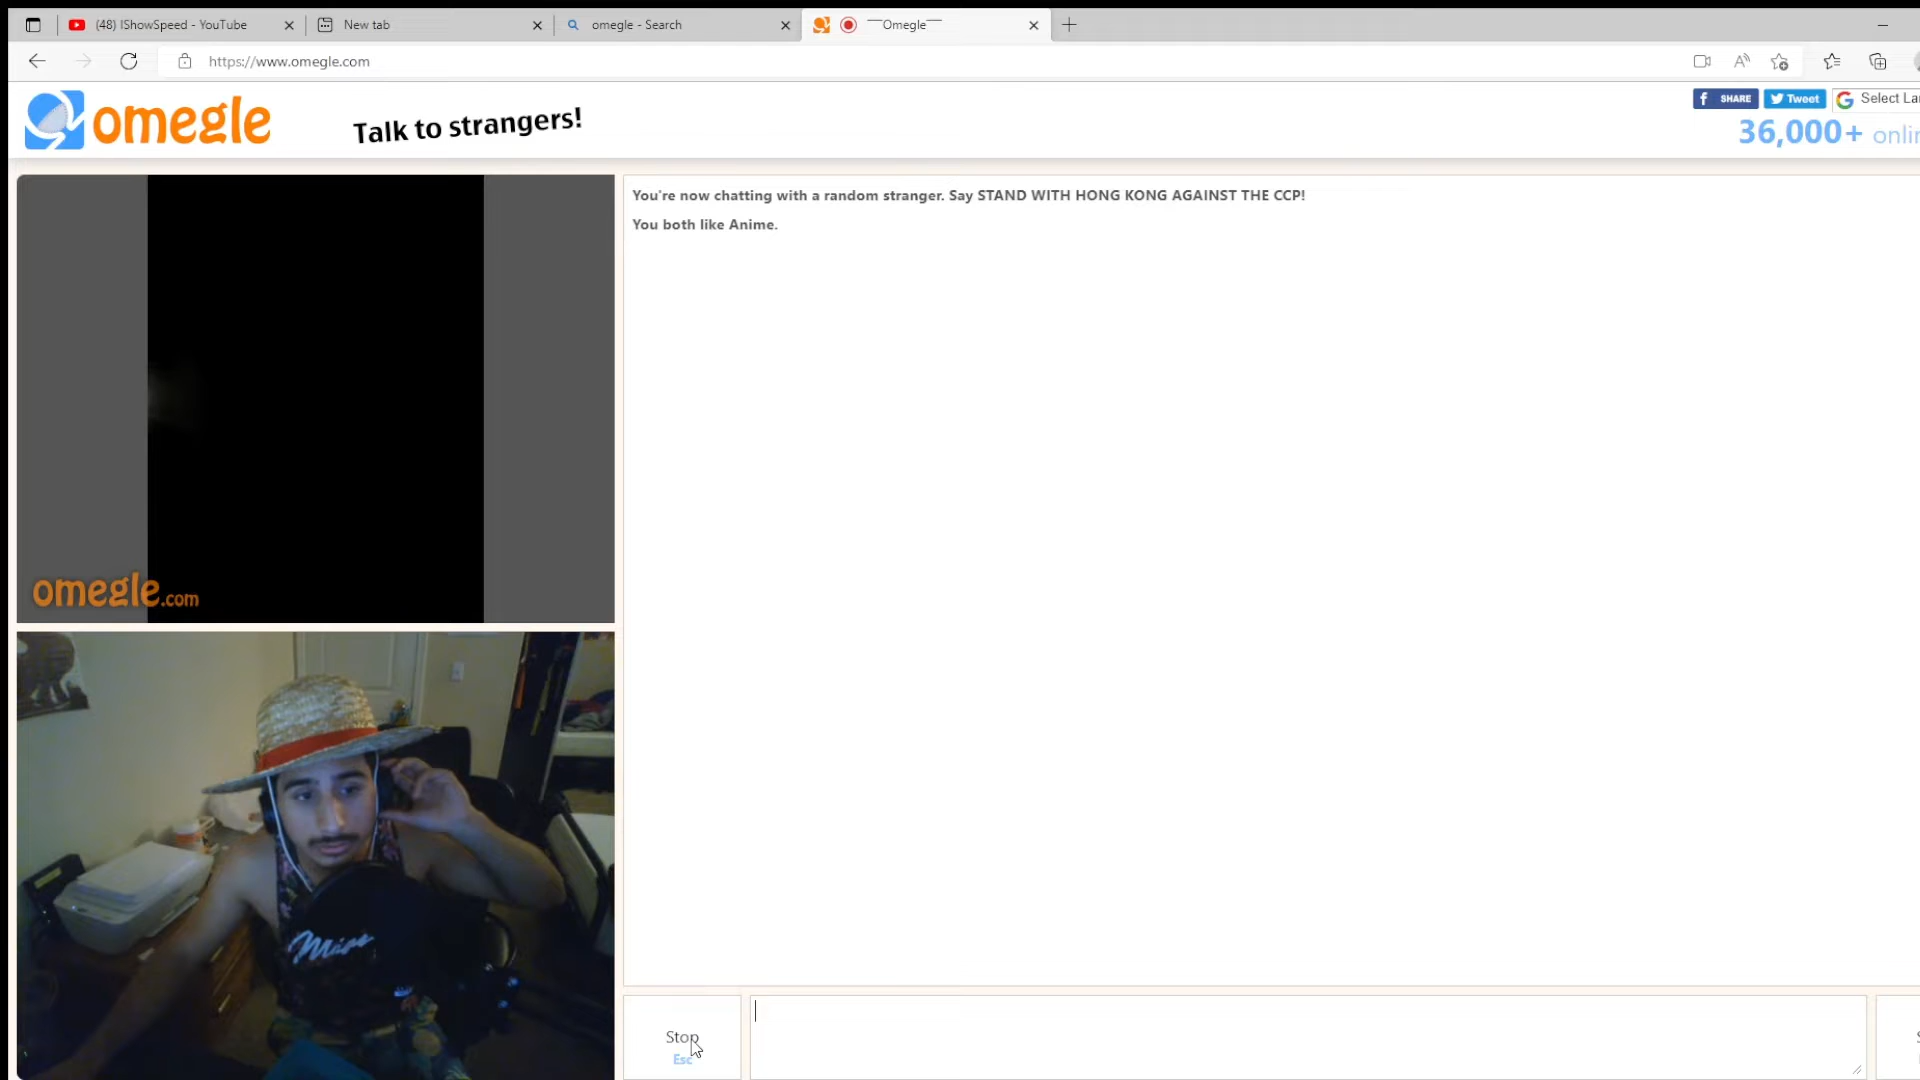 (48) IShowSpeed - YouTube
New tab
omegle - Search
Omegle
https://www.omegle.com
omegle
Talk to strangers!
SHARE
Tweet
Select
36,000+
You're now chatting with a random stranger. Say STAND WITH HONG KONG AGAINST THE CCP!
You both like Anime.
omegle.com
Stop
Esc